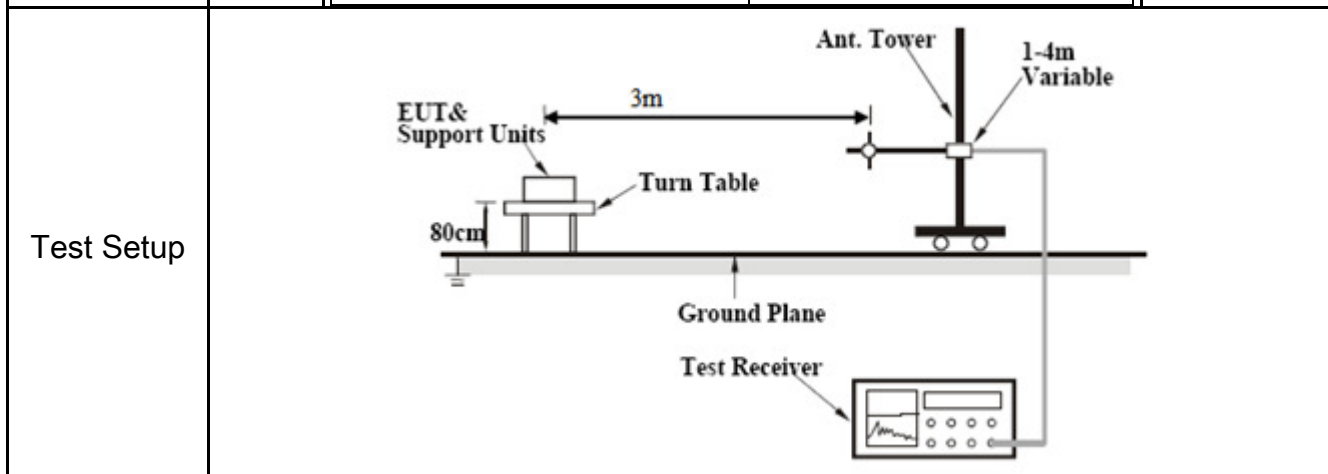 Test Setup
Ant. Tower
1-4m
Variable
3m
EUT&
Support Units
Turn Table
80cm
Ground Plane
Test Receiver